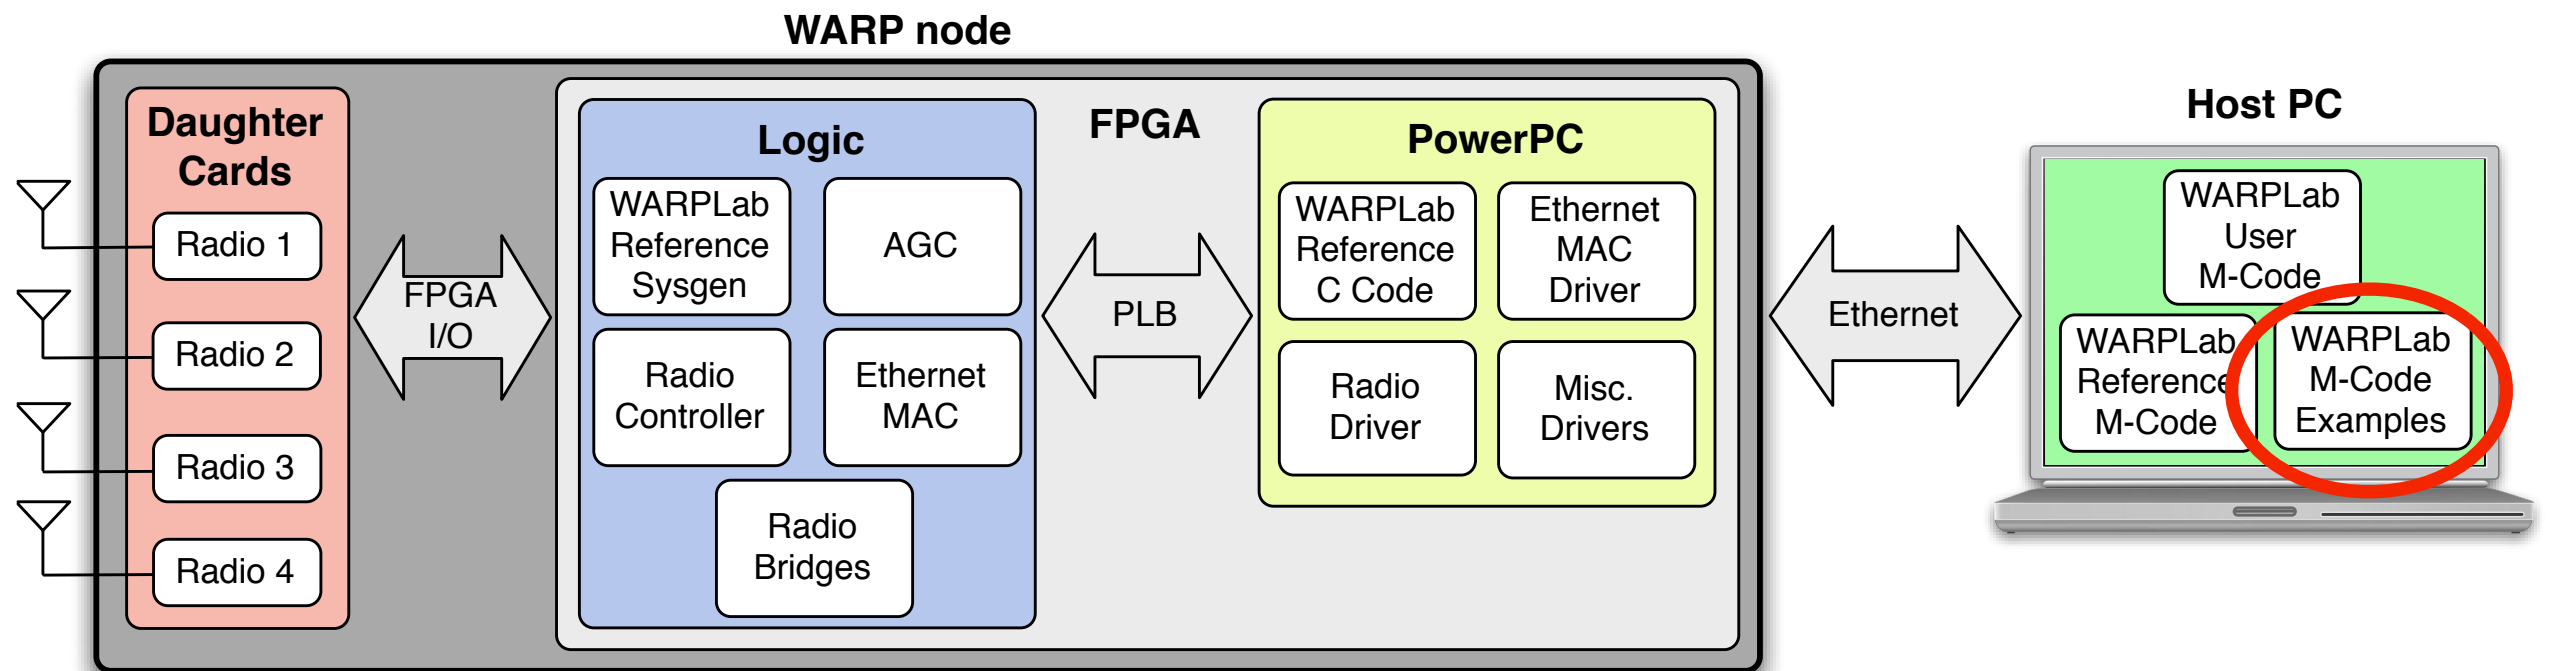 WARP node
Daughter
Cards
Radio 1
Radio 2
Radio 3
Radio 4
FPGA
I/O
FPGA
Logic
WARPLab
Reference
Sysgen
AGC
Radio
Controller
Ethernet
MAC
Radio
Bridges
PLB
PowerPC
WARPLab
Reference
C Code
Ethernet
MAC
Driver
Radio
Driver
Misc.
Drivers
Ethernet
Host PC
WARPLab
User
M-Code
WARPLab
Reference
M-Code
WARPLab
M-Code
Examples